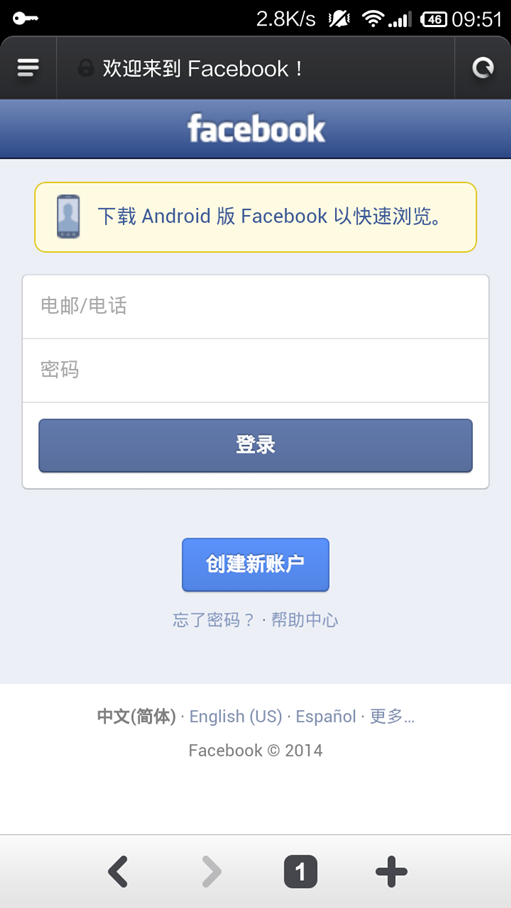 2.8K/s 46 09:51
欢迎来到 Facebook！
facebook
下载 Android 版 Facebook 以快速浏览。
电邮/电话
密码
登录
创建新账户
忘了密码？ · 帮助中心
中文(简体) · English (US) · Español · 更多...
Facebook © 2014
1